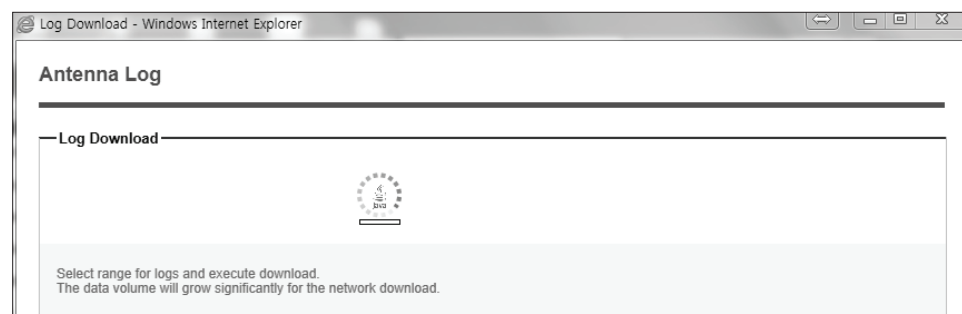 Log Download - Windows Internet Explorer
Antenna Log
Log Download
Java
Select range for logs and execute download.
The data volume will grow significantly for the network download.